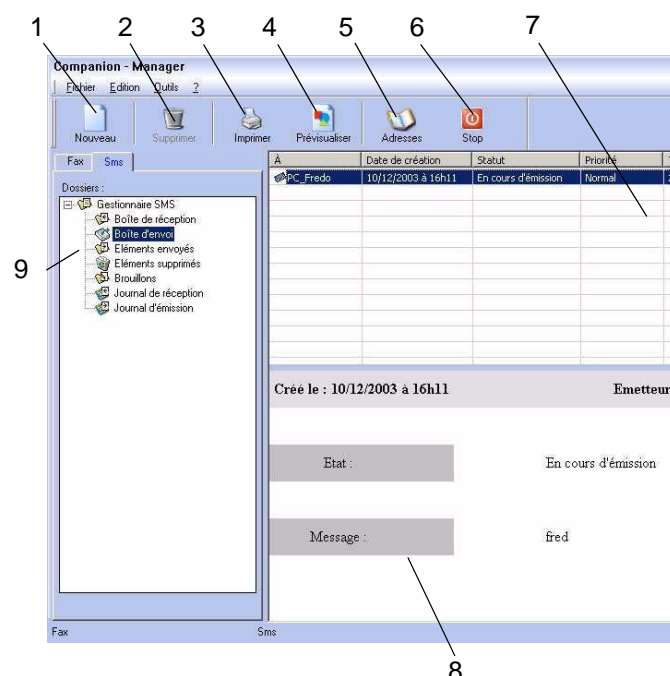 1 2 3 4 5 6 7
Companion - Manager
Fichier Edition Outils ?
Nouveau Supprimer Imprimer Prévisualiser Adresses Stop
Fax Sms
À Date de création Statut Priorité
PC_Fredo 10/12/2003 à 16h11 En cours d'émission Normal
Dossiers :
Gestionnaire SMS
Boîte de réception
Boîte d'envoi
Eléments envoyés
Eléments supprimés
Brouillons
Journal de réception
Journal d'émission
9
Créé le : 10/12/2003 à 16h11 Emetteur
Etat : En cours d'émission
Message : fred
Fax Sms
8